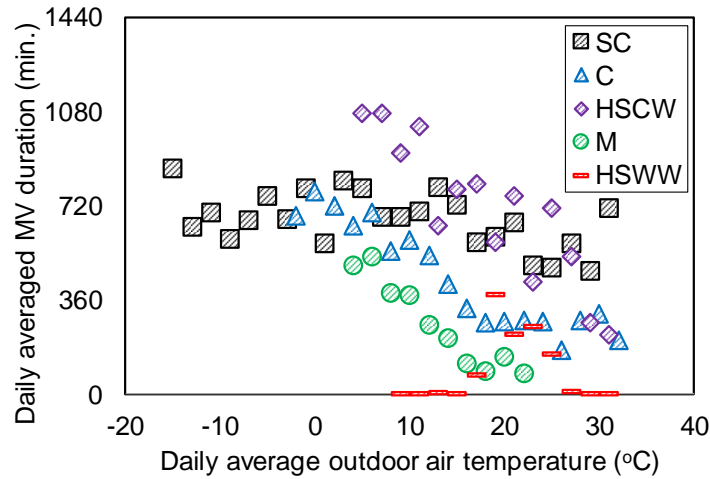 Daily averaged MV duration (min.)
1440
1080
720
360
0
SC
C
HSCW
M
HSWW
-20
-10
0
10
20
30
40
Daily average outdoor air temperature (oC)